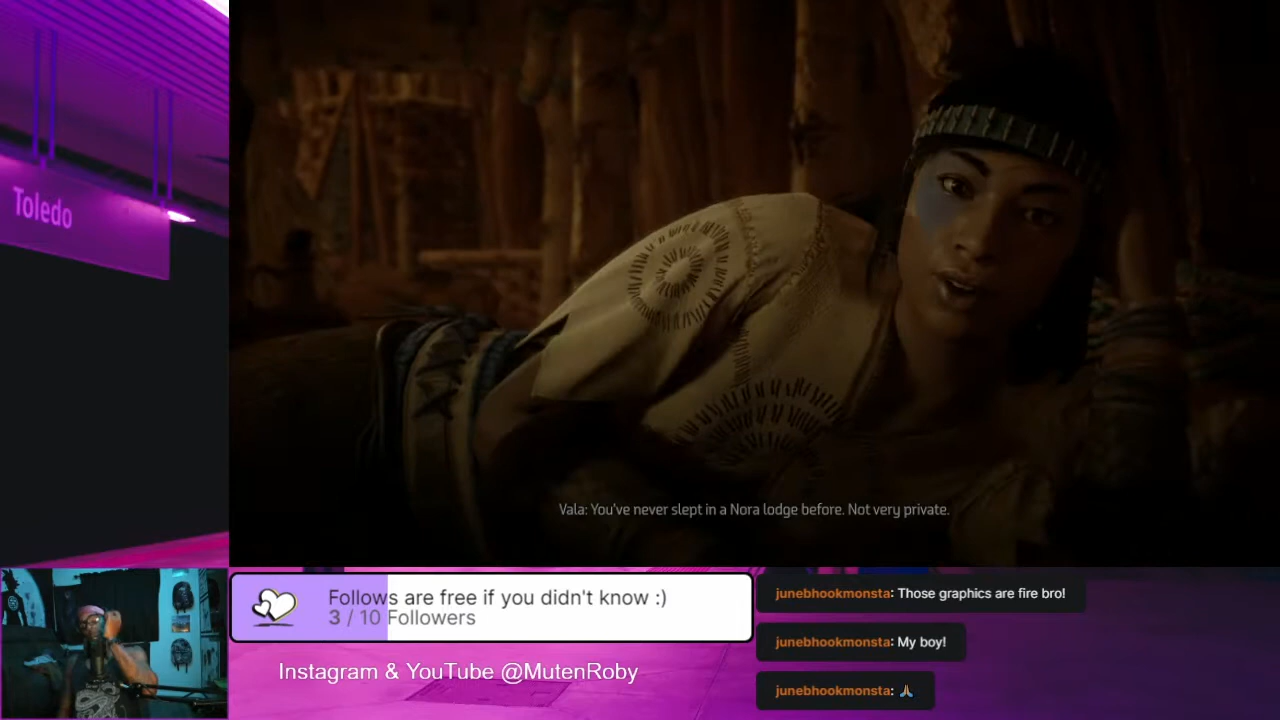 Toledo
Vala: You've never slept in a Nora lodge before. Not very private.
Follows are free if you didn't know :)
3 / 10 Followers
Instagram & YouTube @MutenRoby
junebhookmonsta: Those graphics are fire bro!
junebhookmonsta: My boy!
junebhookmonsta: 🙏🏽